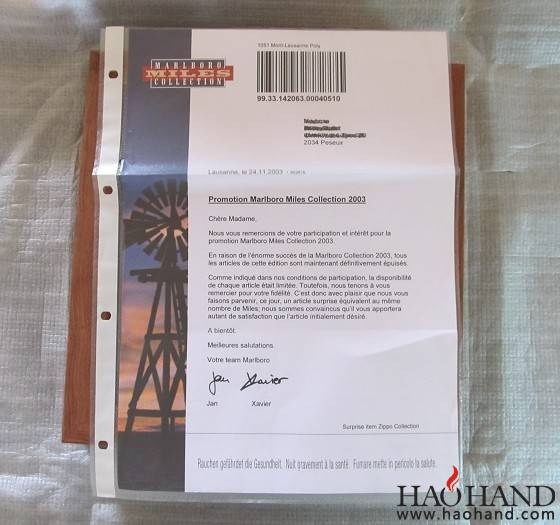 MARLBORO
MILES
COLLECTION
1051 Mont-Lausanne Poly
99.33.142063.00040510
Madame
2034 Peseux
Lausanne, le 24.11.2003
Promotion Marlboro Miles Collection 2003
Chère Madame,
Nous vous remercions de votre participation et intérêt pour la
promotion Marlboro Miles Collection 2003.
En raison de l'énorme succès de la Marlboro Collection 2003, tous
les articles de cette édition sont maintenant définitivement épuisés.
Comme indiqué dans nos conditions de participation, la disponibilité
de chaque article était limitée. Toutefois, nous tenons à vous
remercier pour votre fidélité. C'est donc avec plaisir que nous vous
faisons parvenir, ce jour, un article surprise équivalent au même
nombre de Miles; nous sommes convaincus qu'il vous apportera
autant de satisfaction que l'article initialement désiré.
A bientôt.
Meilleures salutations.
Votre team Marlboro
Jan Xavier
Jan Xavier
Surprise item Zippo Collection
Rauchen gefährdet die Gesundheit. Nuit gravement à la santé. Fumare mette in pericolo la salute.
HAOHAND
www.haohand.com